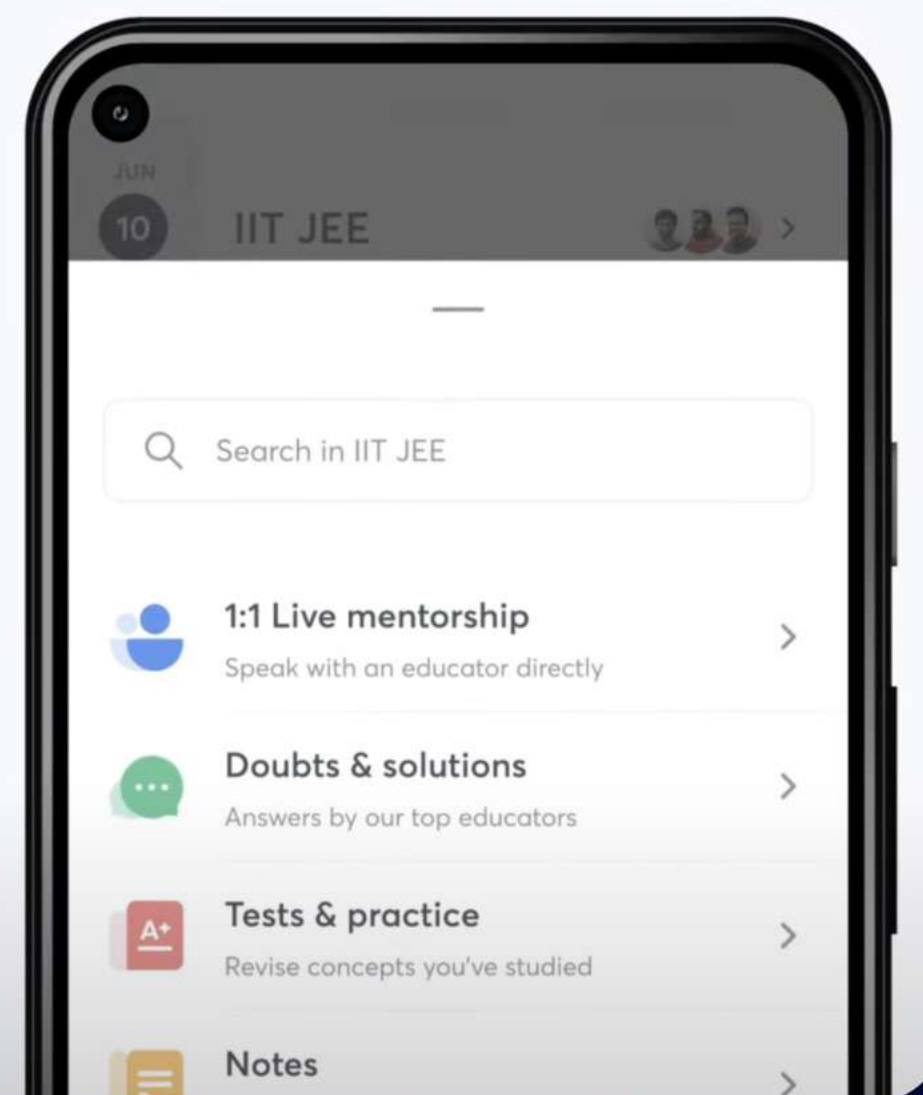 JUN
10
IIT JEE
Search in IIT JEE
1:1 Live mentorship
Speak with an educator directly
Doubts & solutions
Answers by our top educators
A+
Tests & practice
Revise concepts you've studied
Notes